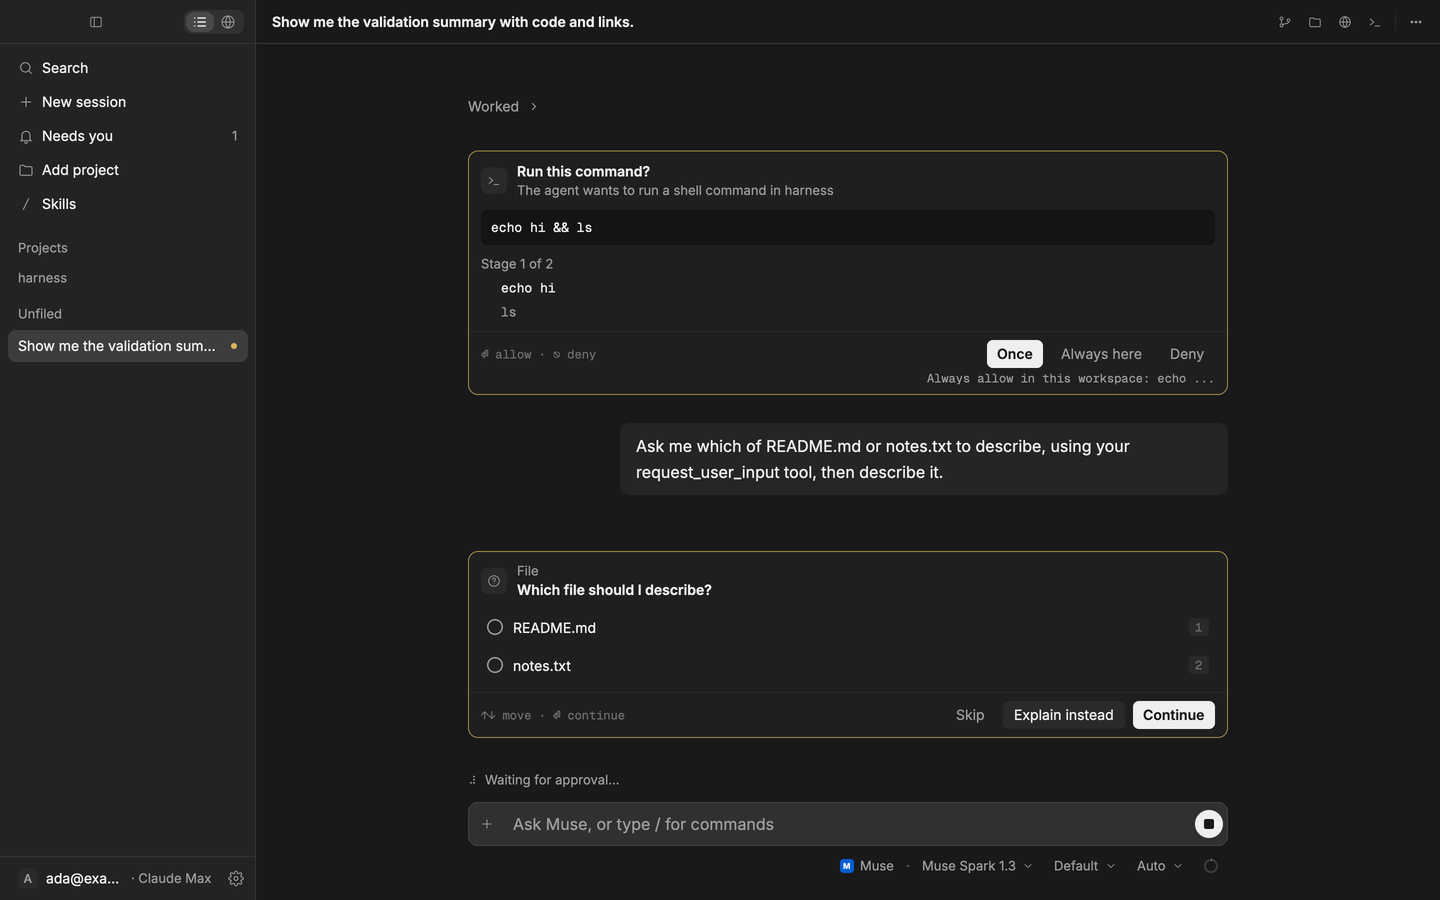 Show me the validation summary with code and links.
Search
New session
Needs you 1
Add project
Skills
Projects
harness
Unfiled
Show me the validation sum...
A ada@exa... · Claude Max
Worked
Run this command?
The agent wants to run a shell command in harness
echo hi && ls
Stage 1 of 2
echo hi
ls
allow · deny
Once Always here Deny
Always allow in this workspace: echo ...
Ask me which of README.md or notes.txt to describe, using your
request_user_input tool, then describe it.
File
Which file should I describe?
README.md 1
notes.txt 2
move · continue
Skip Explain instead Continue
Waiting for approval...
Ask Muse, or type / for commands
M Muse · Muse Spark 1.3 Default Auto